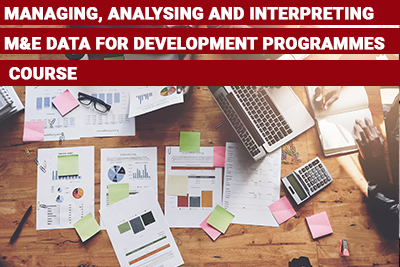 MANAGING, ANALYSING AND INTERPRETING
M&E DATA FOR DEVELOPMENT PROGRAMMES
COURSE